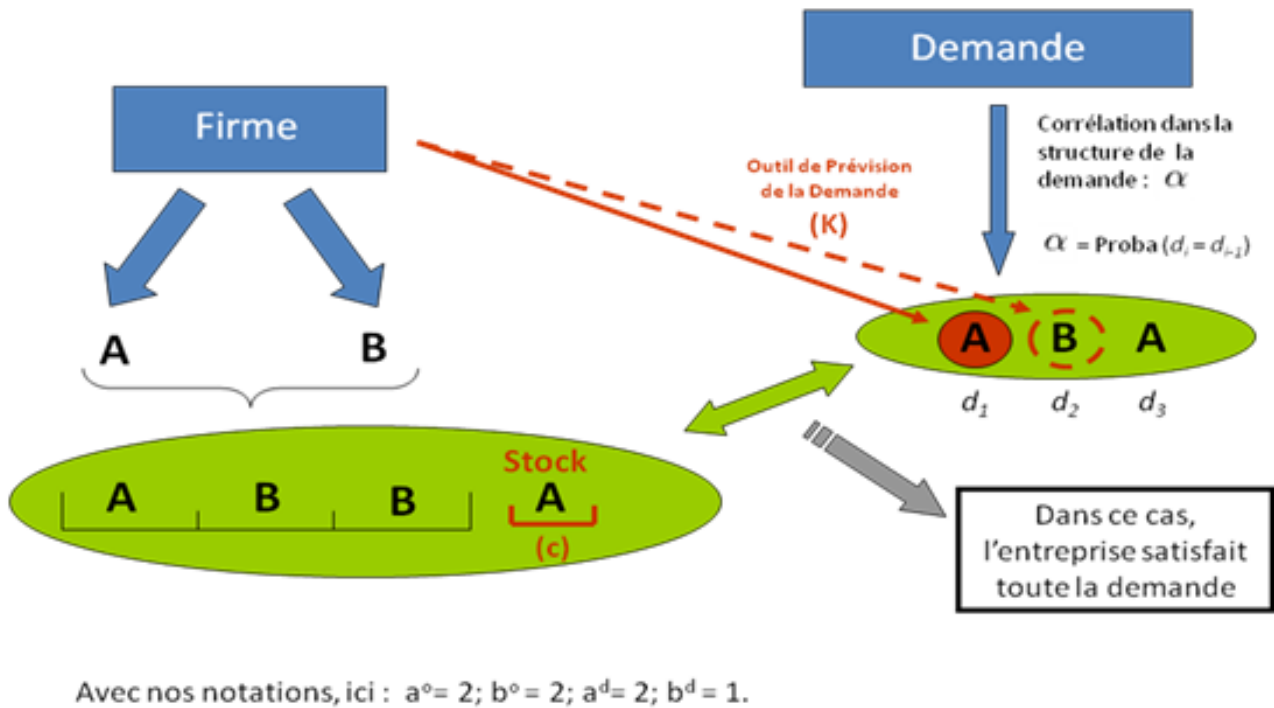 Demande
Firme
Corrélation dans la
structure de la
demande : α
Outil de Prévision
de la Demande
(K)
α = Proba (dᵢ = dᵢ₋₁)
A B
A B A
d₁ d₂ d₃
Stock
A B B A
(c)
Dans ce cas,
l'entreprise satisfait
toute la demande
Avec nos notations, ici : aᵒ= 2; bᵒ = 2; aᵈ= 2; bᵈ = 1.